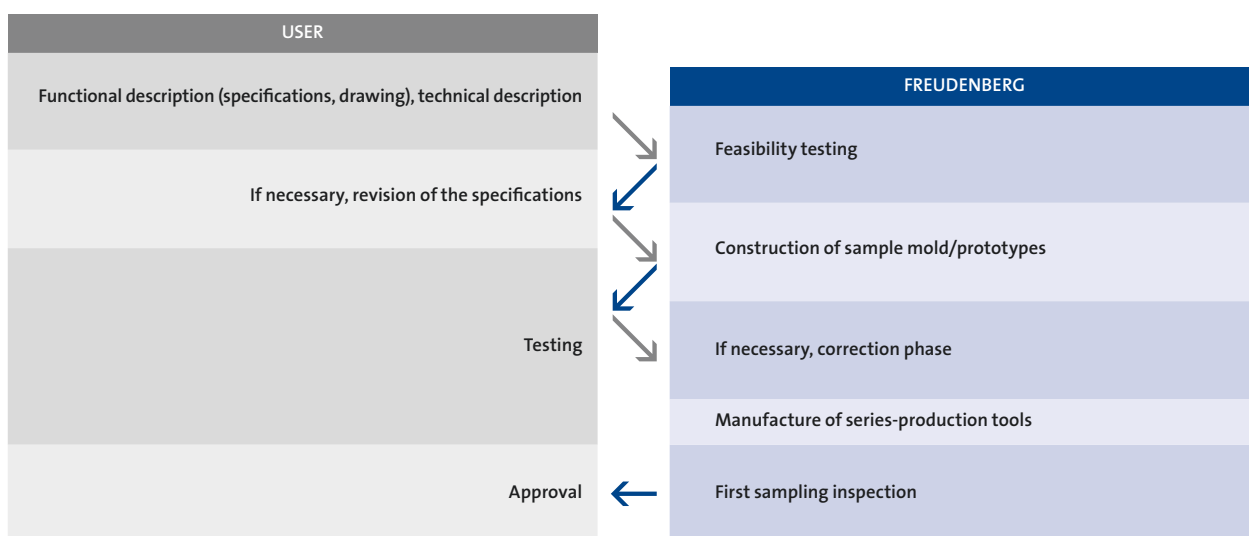 USER
Functional description (specifications, drawing), technical description
If necessary, revision of the specifications
Testing
Approval
FREUDENBERG
Feasibility testing
Construction of sample mold/prototypes
If necessary, correction phase
Manufacture of series-production tools
First sampling inspection